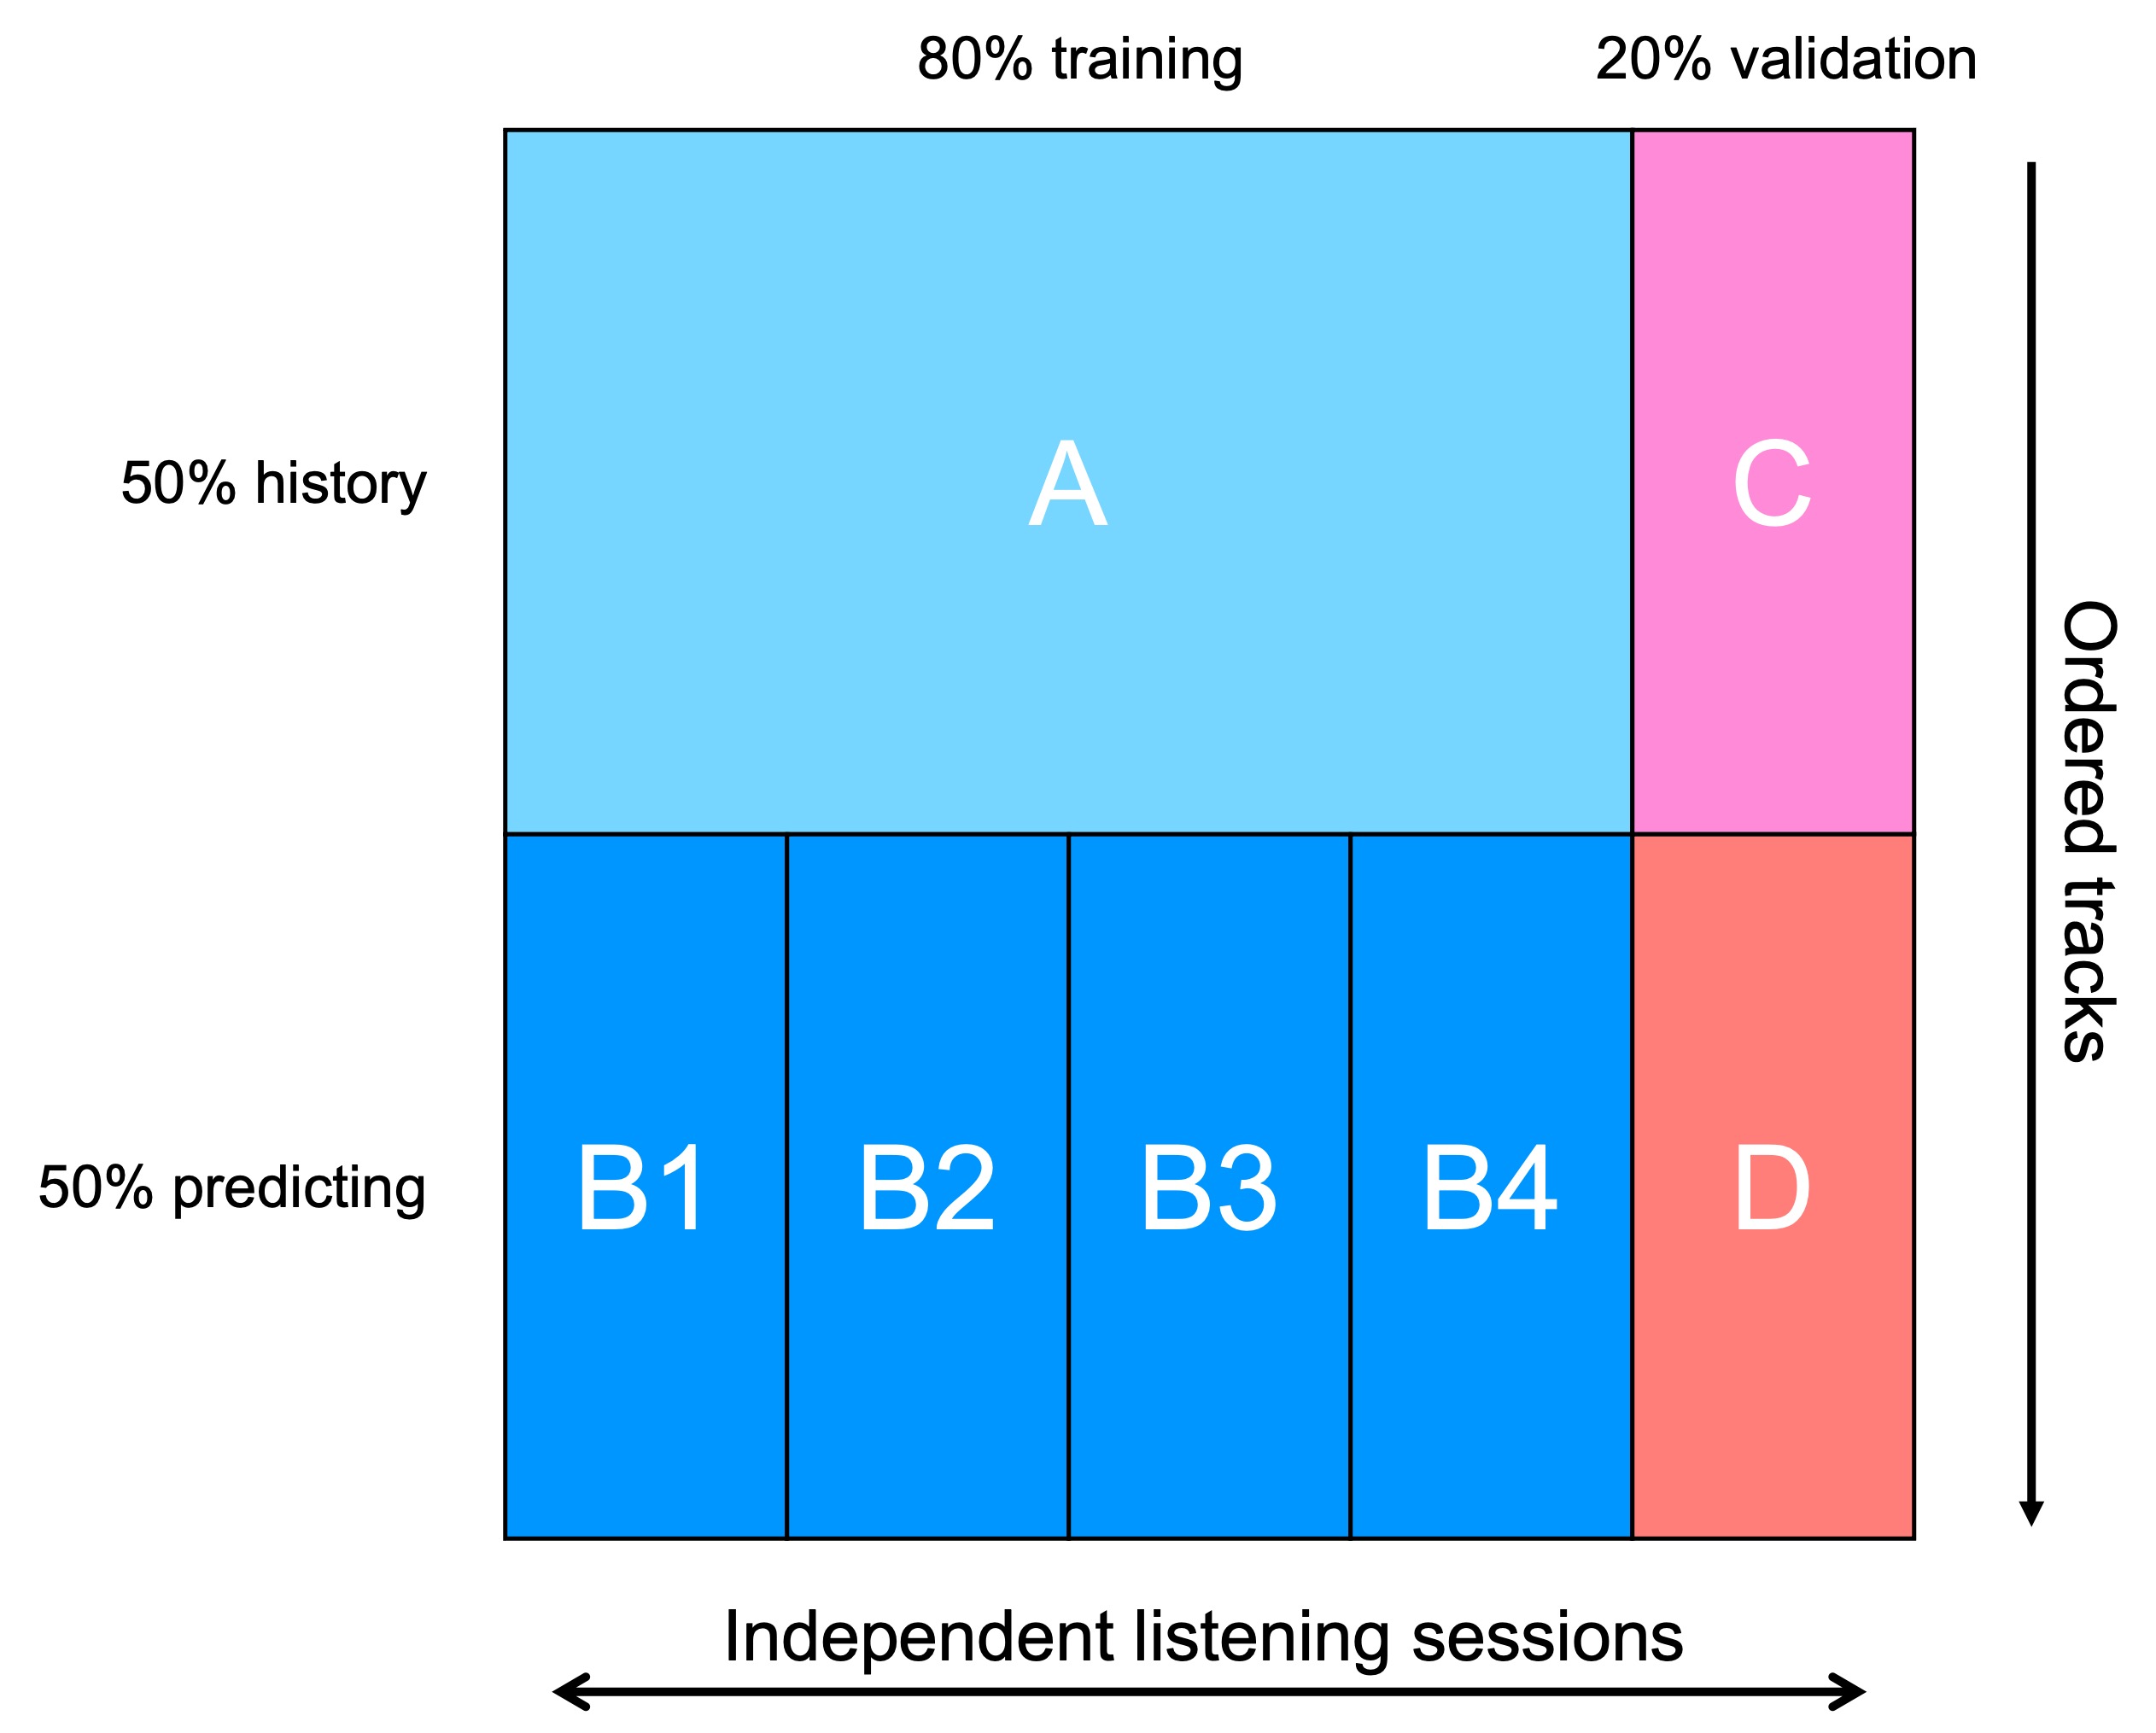 80% training
20% validation
50% history
A
C
Ordered tracks
50% predicting
B1
B2
B3
B4
D
Independent listening sessions